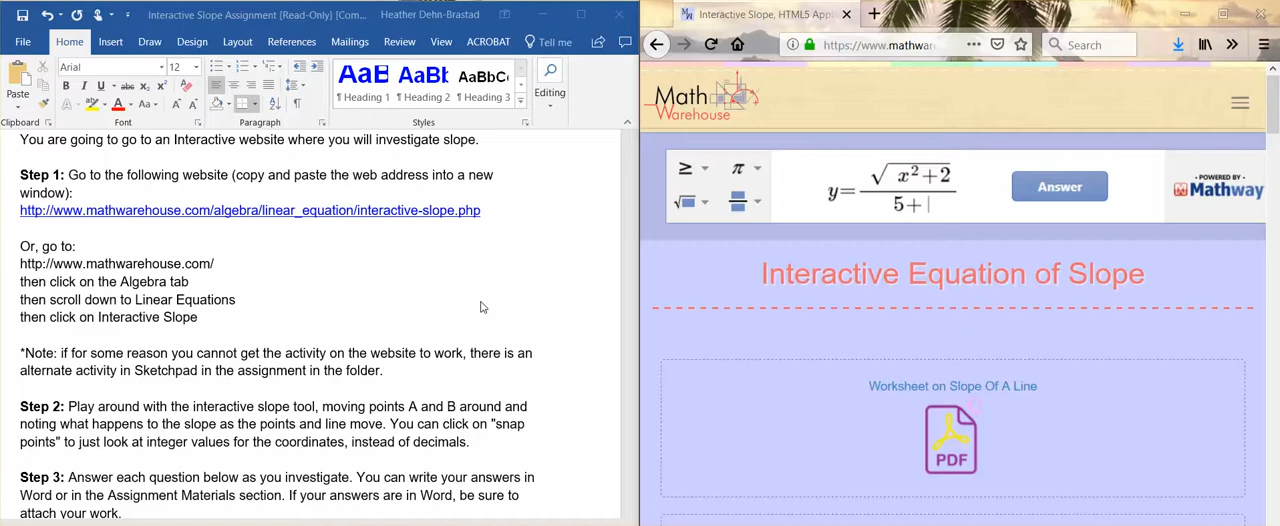 Interactive Slope Assignment [Read-Only] [Com...
Heather Dehn-Brastad
File Home Insert Draw Design Layout References Mailings Review View ACROBAT Tell me
Paste
Arial 12
B I U abc x₂ x²
A Aa A A
AaB AaBb AaBbCc
¶ Heading 1 ¶ Heading 2 ¶ Heading 3
Editing
Clipboard Font Paragraph Styles
You are going to go to an Interactive website where you will investigate slope.
Step 1: Go to the following website (copy and paste the web address into a new
window):
http://www.mathwarehouse.com/algebra/linear_equation/interactive-slope.php
Or, go to:
http://www.mathwarehouse.com/
then click on the Algebra tab
then scroll down to Linear Equations
then click on Interactive Slope
*Note: if for some reason you cannot get the activity on the website to work, there is an
alternate activity in Sketchpad in the assignment in the folder.
Step 2: Play around with the interactive slope tool, moving points A and B around and
noting what happens to the slope as the points and line move. You can click on "snap
points" to just look at integer values for the coordinates, instead of decimals.
Step 3: Answer each question below as you investigate. You can write your answers in
Word or in the Assignment Materials section. If your answers are in Word, be sure to
attach your work.
Interactive Slope, HTML5 App
https://www.mathwar
Search
Math
Warehouse
≥ π
y= √x²+2
5+
Answer
POWERED BY
Mathway
Interactive Equation of Slope
Worksheet on Slope Of A Line
PDF